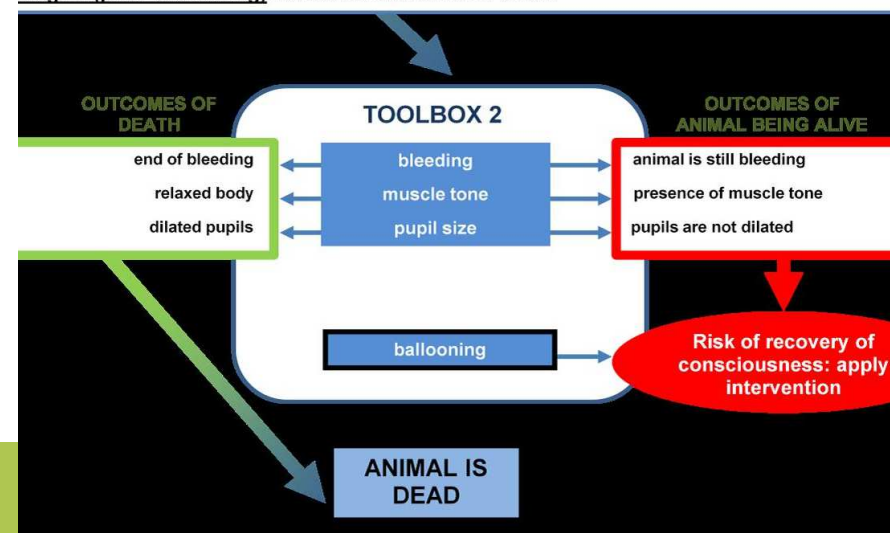 OUTCOMES OF
DEATH
TOOLBOX 2
OUTCOMES OF
ANIMAL BEING ALIVE
end of bleeding
bleeding
animal is still bleeding
relaxed body
muscle tone
presence of muscle tone
dilated pupils
pupil size
pupils are not dilated
ballooning
Risk of recovery of
consciousness: apply
intervention
ANIMAL IS
DEAD